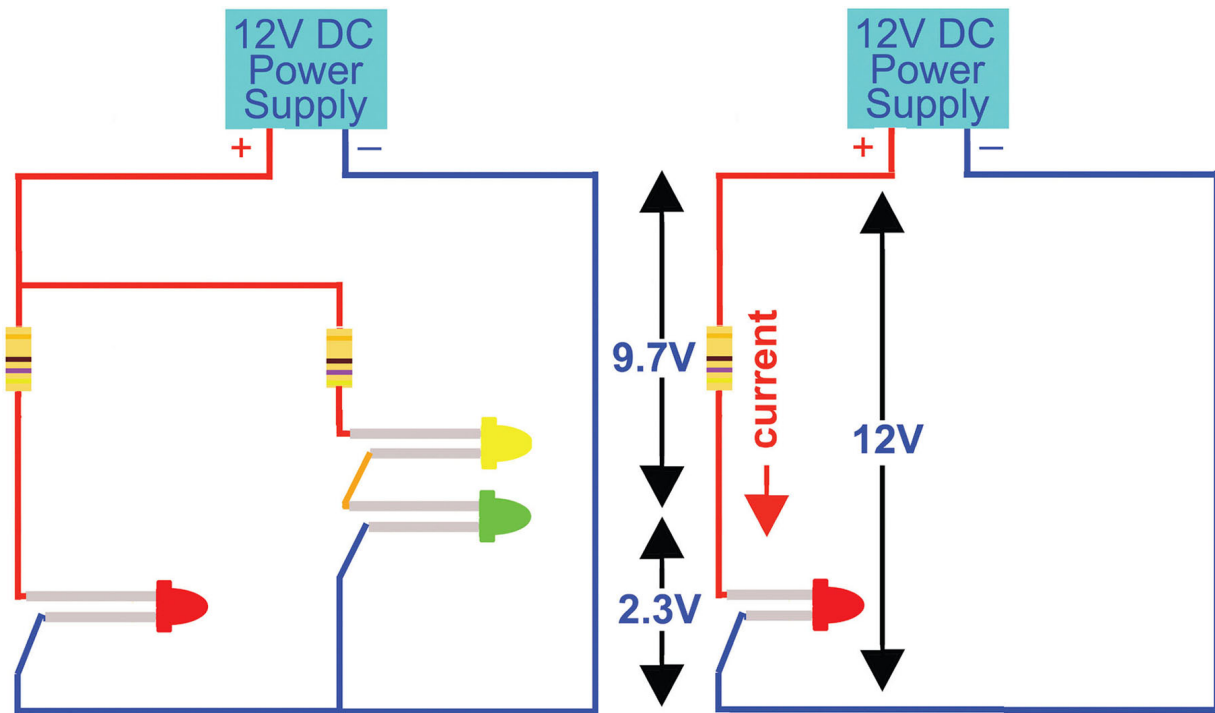 12V DC
Power
Supply
+ −
12V DC
Power
Supply
+ −
9.7V
current
12V
2.3V